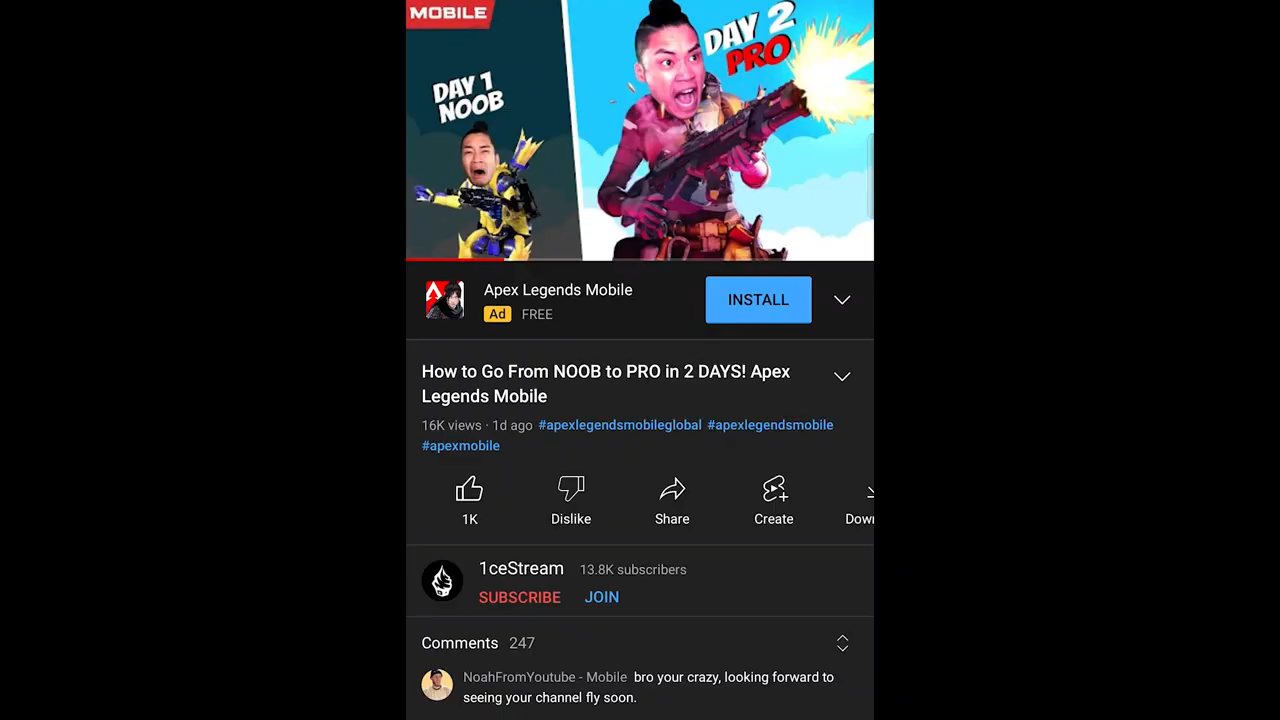 MOBILE
DAY 1
NOOB
DAY 2
PRO
Apex Legends Mobile
Ad FREE
INSTALL
How to Go From NOOB to PRO in 2 DAYS! Apex
Legends Mobile
16K views · 1d ago #apexlegendsmobileglobal #apexlegendsmobile
#apexmobile
1K
Dislike
Share
Create
Down
1ceStream 13.8K subscribers
SUBSCRIBE JOIN
Comments 247
NoahFromYoutube - Mobile bro your crazy, looking forward to
seeing your channel fly soon.